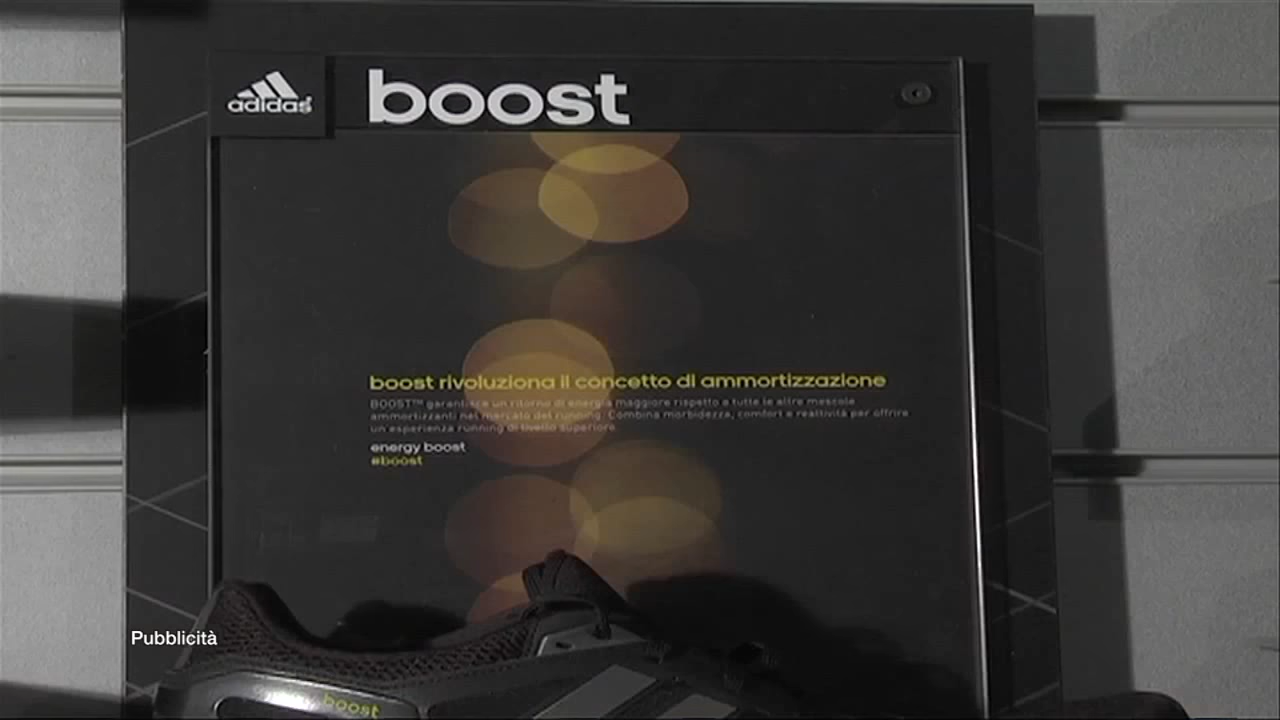 adidas
boost
boost rivoluziona il concetto di ammortizzazione
BOOST™ garantisce un ritorno di energia maggiore rispetto a tutte le altre mescole
ammortizzanti nel mercato del running. Combina morbidezza, comfort e reattività per offrire
un'esperienza running di livello superiore.
energy boost
#boost
Pubblicità
boost